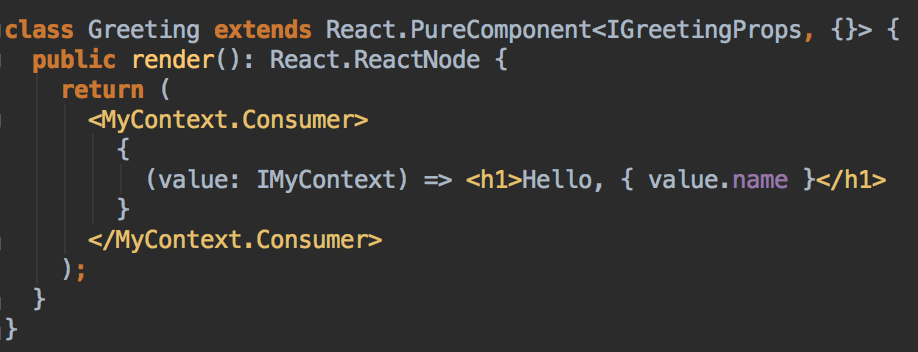 class Greeting extends React.PureComponent<IGreetingProps, {}> {
public render(): React.ReactNode {
return (
<MyContext.Consumer>
{
(value: IMyContext) => <h1>Hello, { value.name }</h1>
}
</MyContext.Consumer>
);
}
}